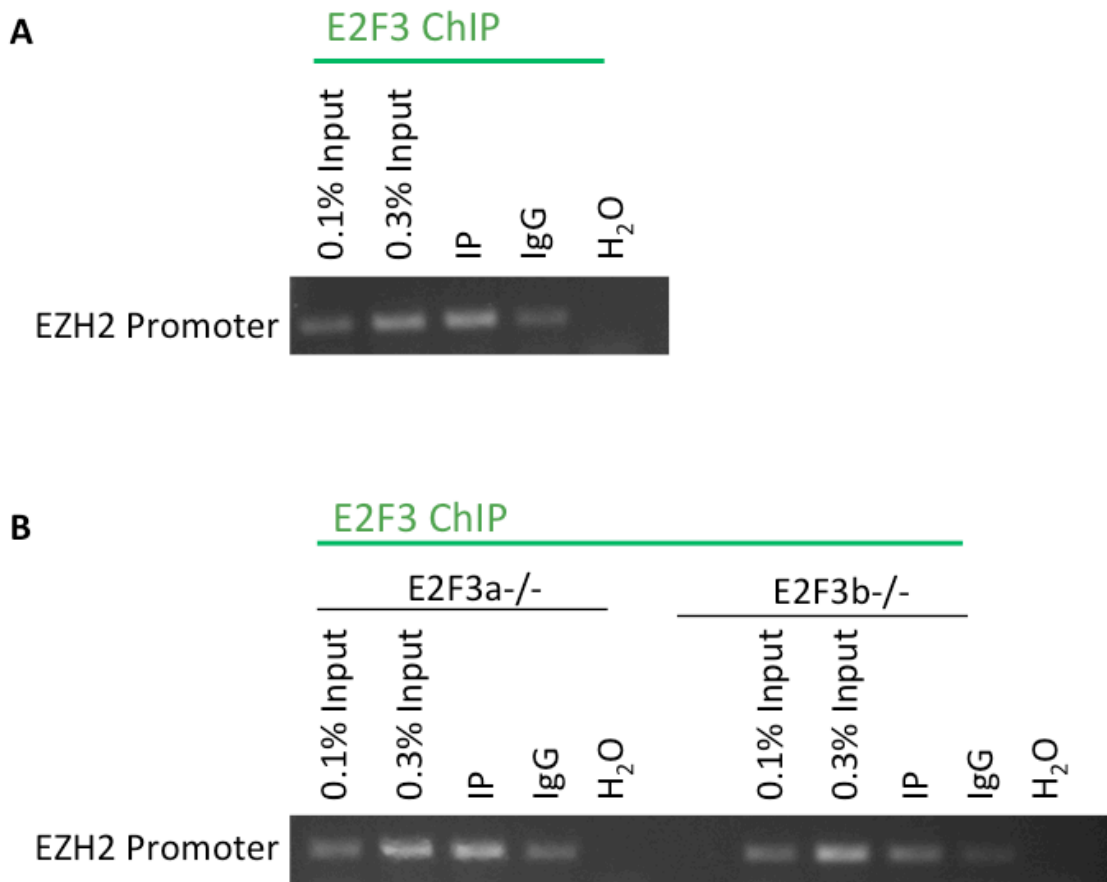 A
E2F3 ChIP
0.1% Input
0.3% Input
IP
IgG
H₂O
EZH2 Promoter
B
E2F3 ChIP
E2F3a-/-
E2F3b-/-
0.1% Input
0.3% Input
IP
IgG
H₂O
0.1% Input
0.3% Input
IP
IgG
H₂O
EZH2 Promoter